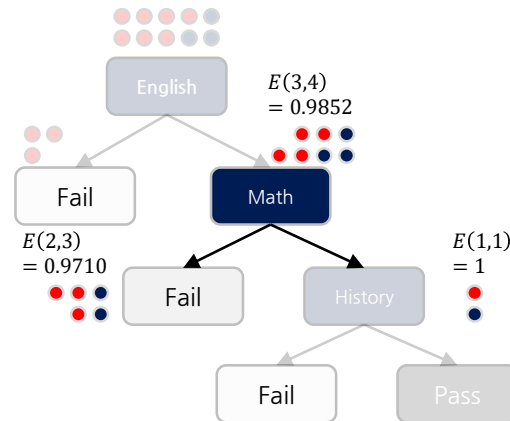 English
E(3,4)
= 0.9852
Fail
Math
E(2,3)
= 0.9710
E(1,1)
= 1
Fail
History
Fail
Pass